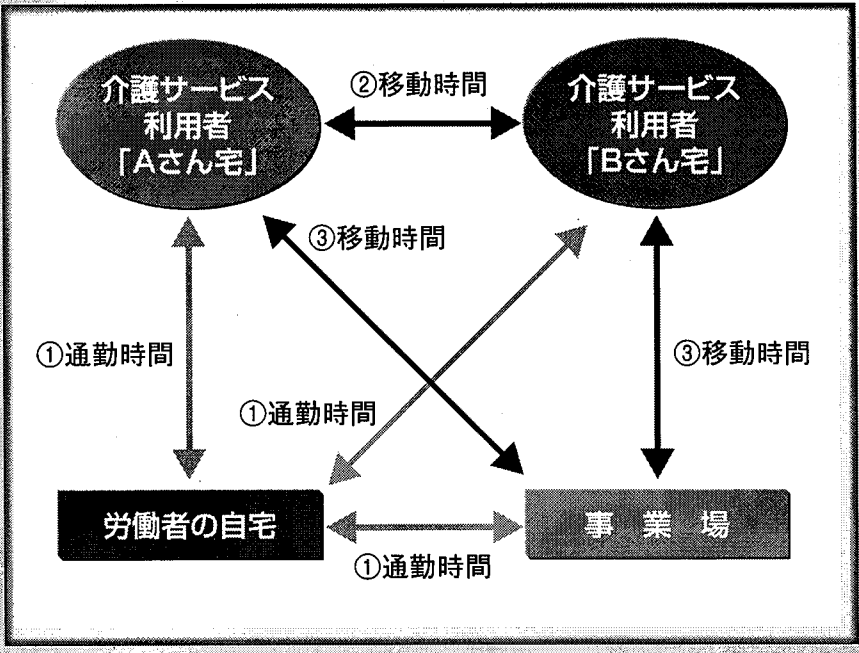 介護サービス
利用者
「Aさん宅」
②移動時間
介護サービス
利用者
「Bさん宅」
③移動時間
①通勤時間
③移動時間
①通勤時間
労働者の自宅
①通勤時間
事業場